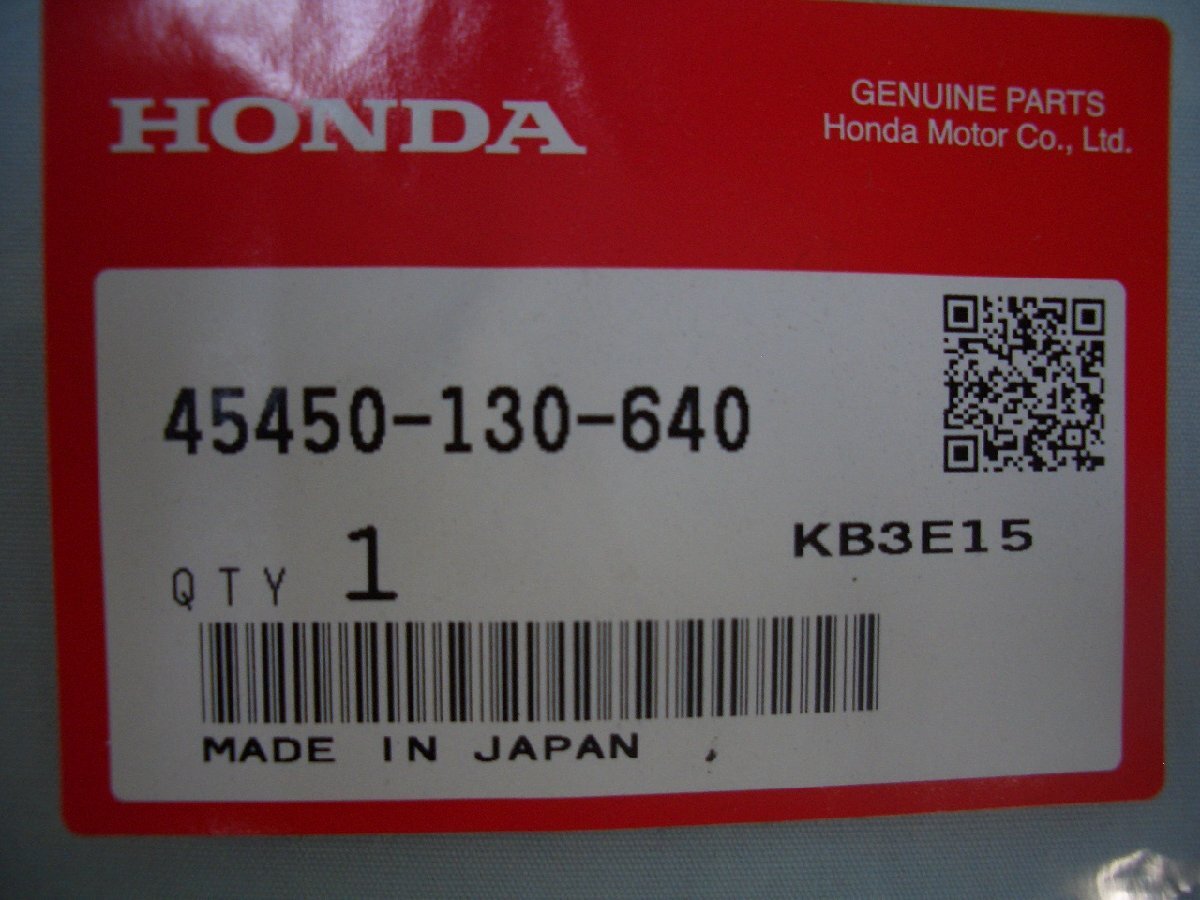 HONDA
GENUINE PARTS
Honda Motor Co., Ltd.
45450-130-640
KB3E15
QTY 1
MADE IN JAPAN